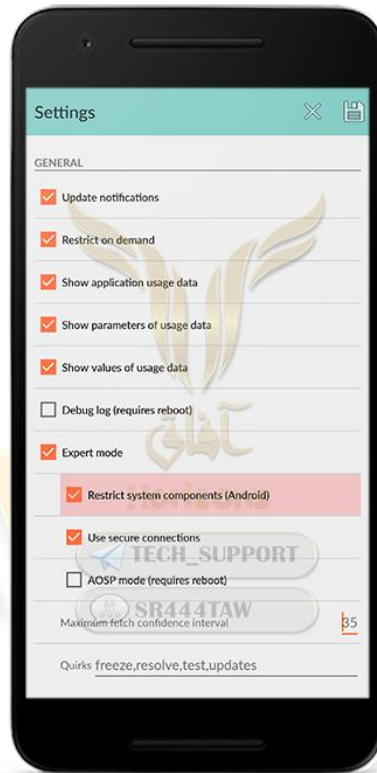 Settings
GENERAL
Update notifications
Restrict on demand
Show application usage data
Show parameters of usage data
Show values of usage data
Debug log (requires reboot)
آفاق
Expert mode
Restrict system components (Android)
Horizons
Use secure connections
TECH_SUPPORT
AOSP mode (requires reboot)
SR444TAW
Maximum fetch confidence interval 35
Quirks freeze,resolve,test,updates